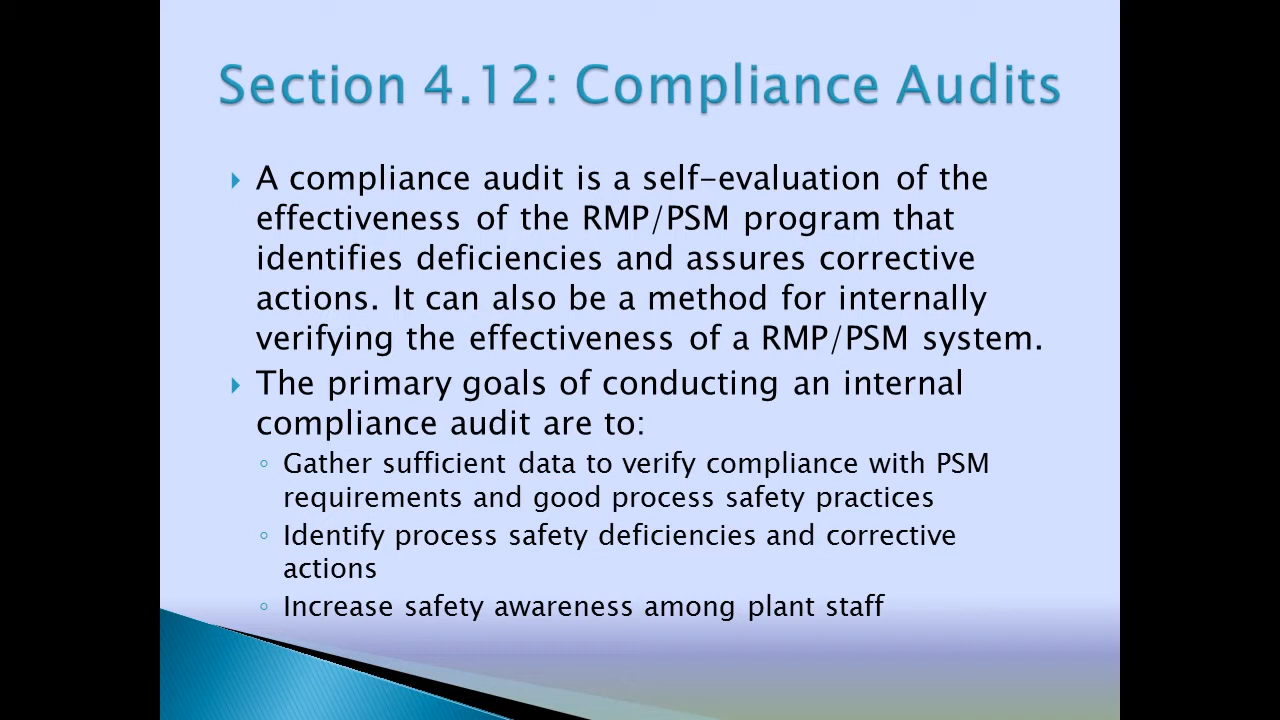 Section 4.12: Compliance Audits
A compliance audit is a self-evaluation of the
effectiveness of the RMP/PSM program that
identifies deficiencies and assures corrective
actions. It can also be a method for internally
verifying the effectiveness of a RMP/PSM system.
The primary goals of conducting an internal
compliance audit are to:
Gather sufficient data to verify compliance with PSM
requirements and good process safety practices
Identify process safety deficiencies and corrective
actions
Increase safety awareness among plant staff